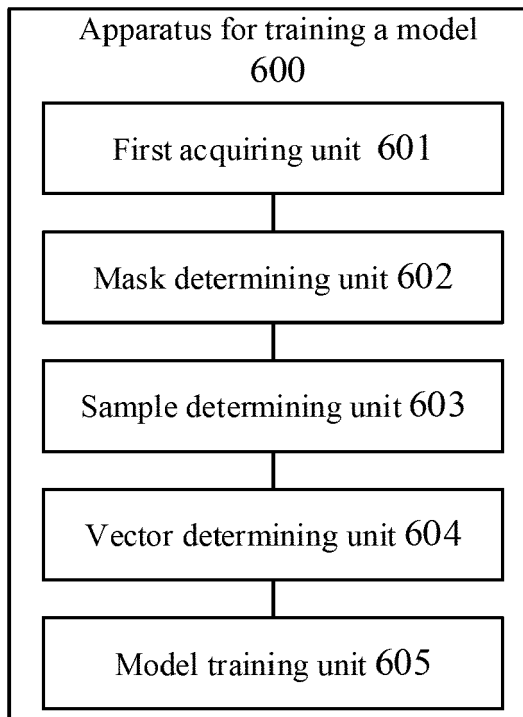 Apparatus for training a model
600
First acquiring unit 601
Mask determining unit 602
Sample determining unit 603
Vector determining unit 604
Model training unit 605